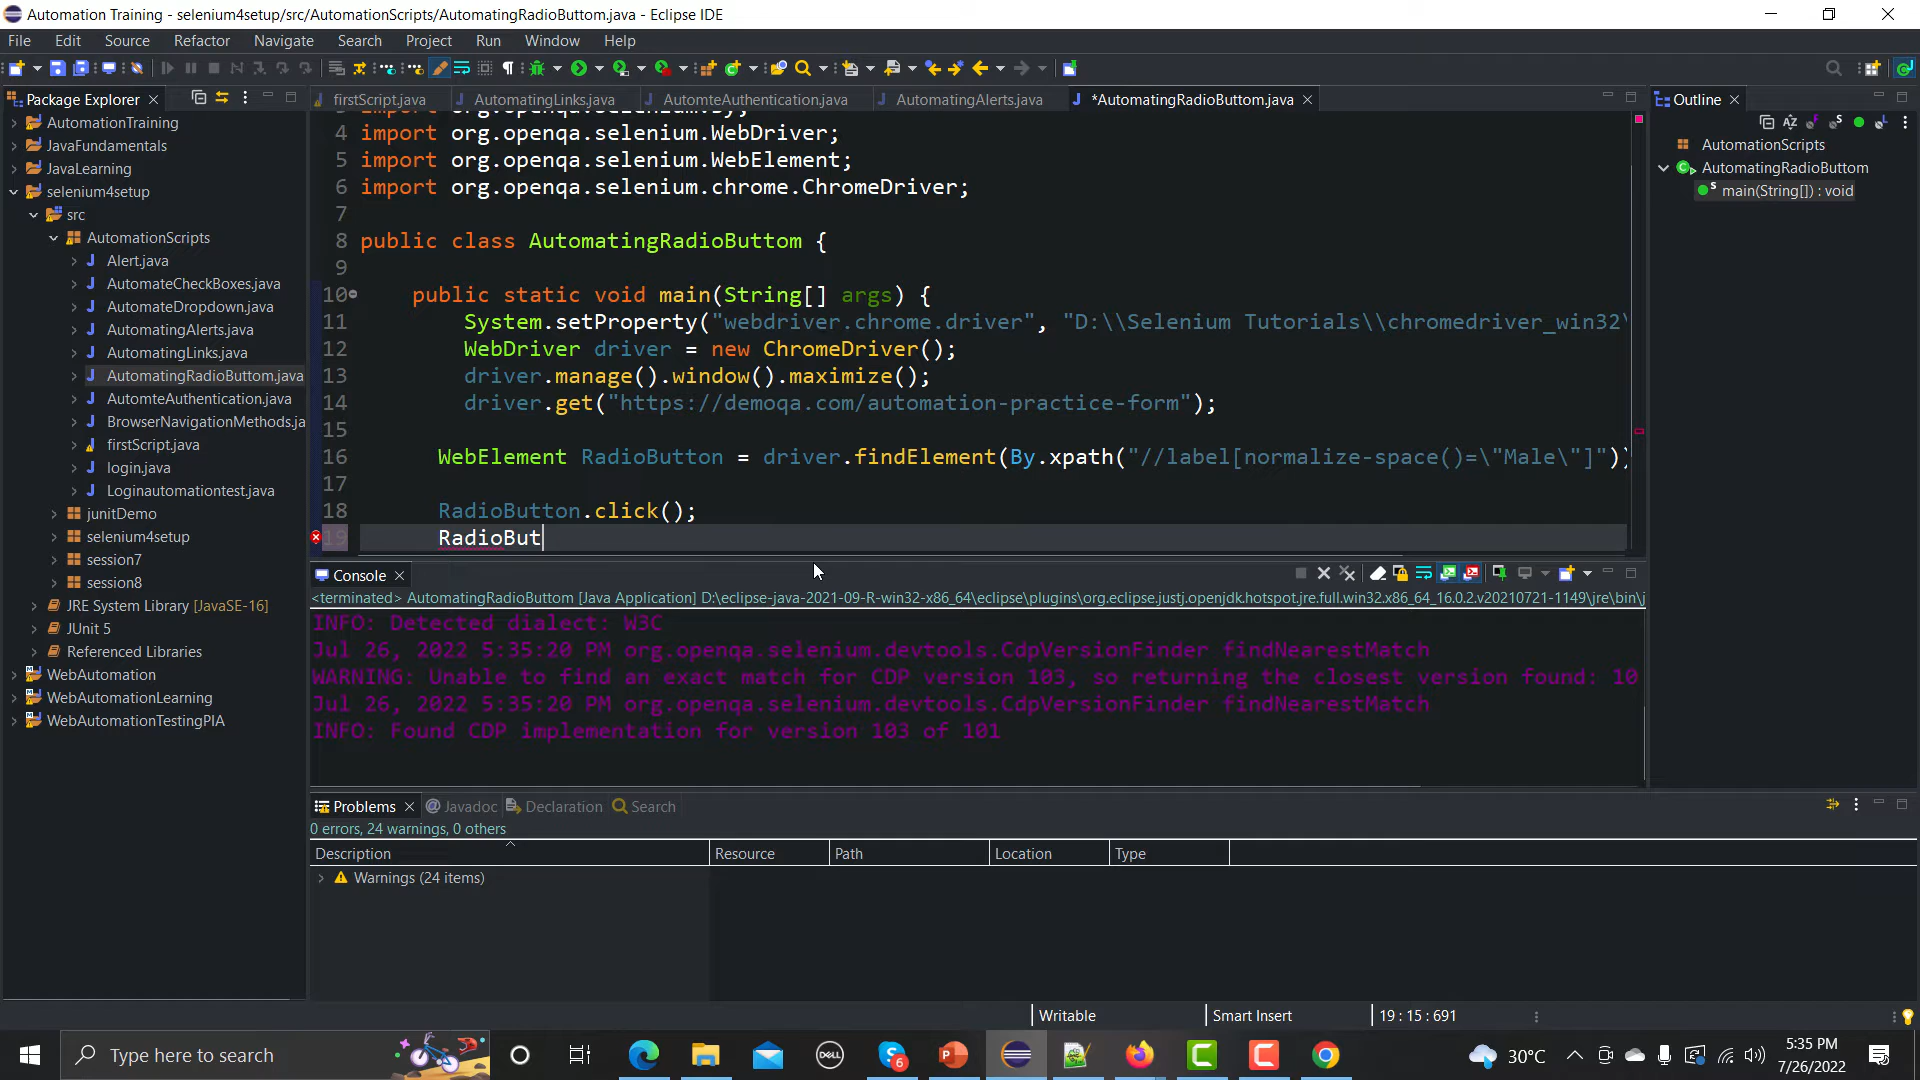 Automation Training - selenium4setup/src/AutomationScripts/AutomatingRadioButtom.java - Eclipse IDE
File Edit Source Refactor Navigate Search Project Run Window Help
Package Explorer
AutomationTraining
JavaFundamentals
JavaLearning
selenium4setup
src
AutomationScripts
Alert.java
AutomateCheckBoxes.java
AutomateDropdown.java
AutomatingAlerts.java
AutomatingLinks.java
AutomatingRadioButtom.java
AutomteAuthentication.java
BrowserNavigationMethods.ja
firstScript.java
login.java
Loginautomationtest.java
junitDemo
selenium4setup
session7
session8
JRE System Library [JavaSE-16]
JUnit 5
Referenced Libraries
WebAutomation
WebAutomationLearning
WebAutomationTestingPIA
firstScript.java AutomatingLinks.java AutomteAuthentication.java AutomatingAlerts.java *AutomatingRadioButtom.java
4 import org.openqa.selenium.WebDriver;
5 import org.openqa.selenium.WebElement;
6 import org.openqa.selenium.chrome.ChromeDriver;
7
8 public class AutomatingRadioButtom {
9
10 public static void main(String[] args) {
11 System.setProperty("webdriver.chrome.driver", "D:\\Selenium Tutorials\\chromedriver_win32\
12 WebDriver driver = new ChromeDriver();
13 driver.manage().window().maximize();
14 driver.get("https://demoqa.com/automation-practice-form");
15
16 WebElement RadioButton = driver.findElement(By.xpath("//label[normalize-space()=\"Male\"]"))
17
18 RadioButton.click();
19 RadioBut
Console
<terminated> AutomatingRadioButtom [Java Application] D:\eclipse-java-2021-09-R-win32-x86_64\eclipse\plugins\org.eclipse.justj.openjdk.hotspot.jre.full.win32.x86_64_16.0.2.v20210721-1149\jre\bin\j
INFO: Detected dialect: W3C
Jul 26, 2022 5:35:20 PM org.openqa.selenium.devtools.CdpVersionFinder findNearestMatch
WARNING: Unable to find an exact match for CDP version 103, so returning the closest version found: 10
Jul 26, 2022 5:35:20 PM org.openqa.selenium.devtools.CdpVersionFinder findNearestMatch
INFO: Found CDP implementation for version 103 of 101
Problems @ Javadoc Declaration Search
0 errors, 24 warnings, 0 others
Description Resource Path Location Type
Warnings (24 items)
Outline
AutomationScripts
AutomatingRadioButtom
main(String[]) : void
Writable Smart Insert 19 : 15 : 691
Type here to search
DELL
6
30°C
5:35 PM
7/26/2022